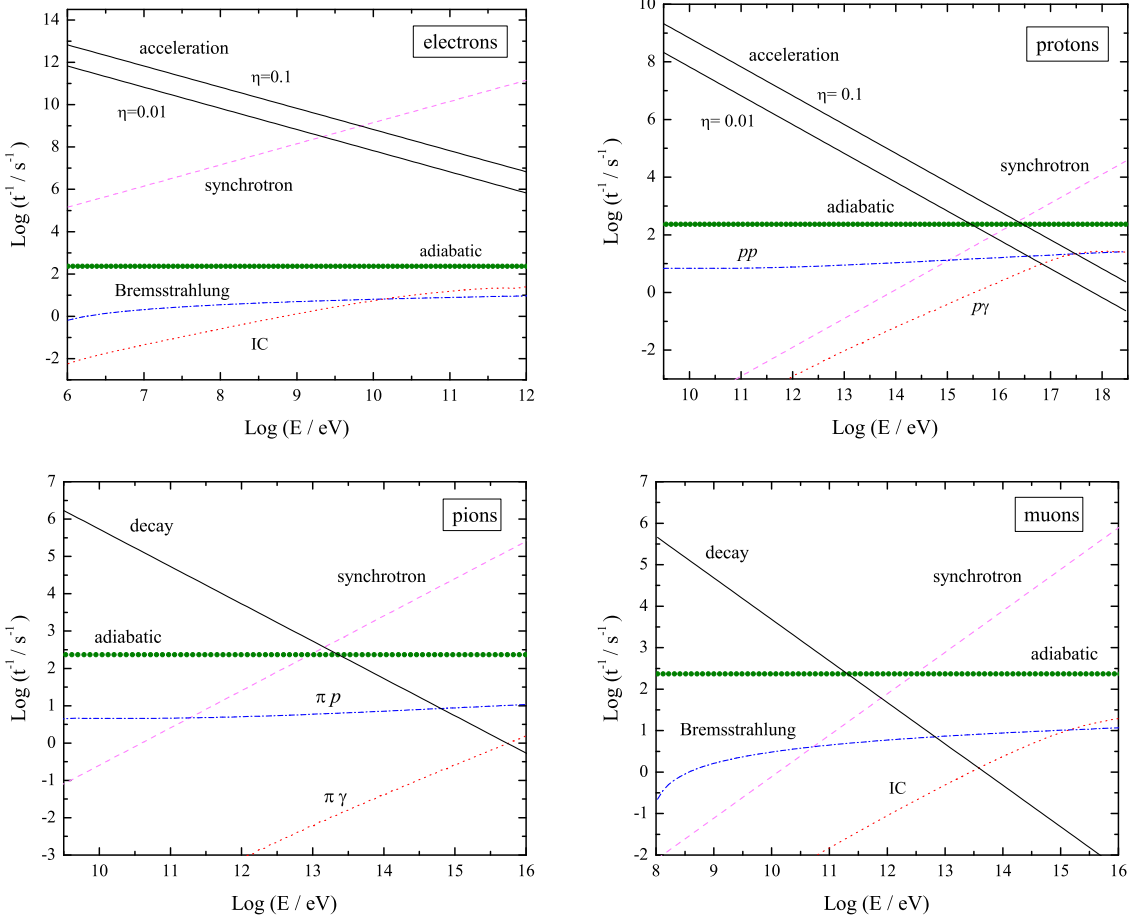 electrons
acceleration
η=0.1
η=0.01
synchrotron
adiabatic
Bremsstrahlung
IC
14
12
10
8
6
4
2
0
-2
6
7
8
9
10
11
12
Log (t⁻¹ / s⁻¹)
Log (E / eV)
protons
acceleration
η= 0.1
η= 0.01
synchrotron
adiabatic
pp
pγ
10
8
6
4
2
0
-2
10
11
12
13
14
15
16
17
18
Log (t⁻¹ / s⁻¹)
Log (E / eV)
pions
decay
synchrotron
adiabatic
π p
π γ
7
6
5
4
3
2
1
0
-1
-2
-3
10
11
12
13
14
15
16
Log (t⁻¹ / s⁻¹)
Log (E / eV)
muons
decay
synchrotron
adiabatic
Bremsstrahlung
IC
7
6
5
4
3
2
1
0
-1
-2
8
9
10
11
12
13
14
15
16
Log (t⁻¹ / s⁻¹)
Log (E / eV)